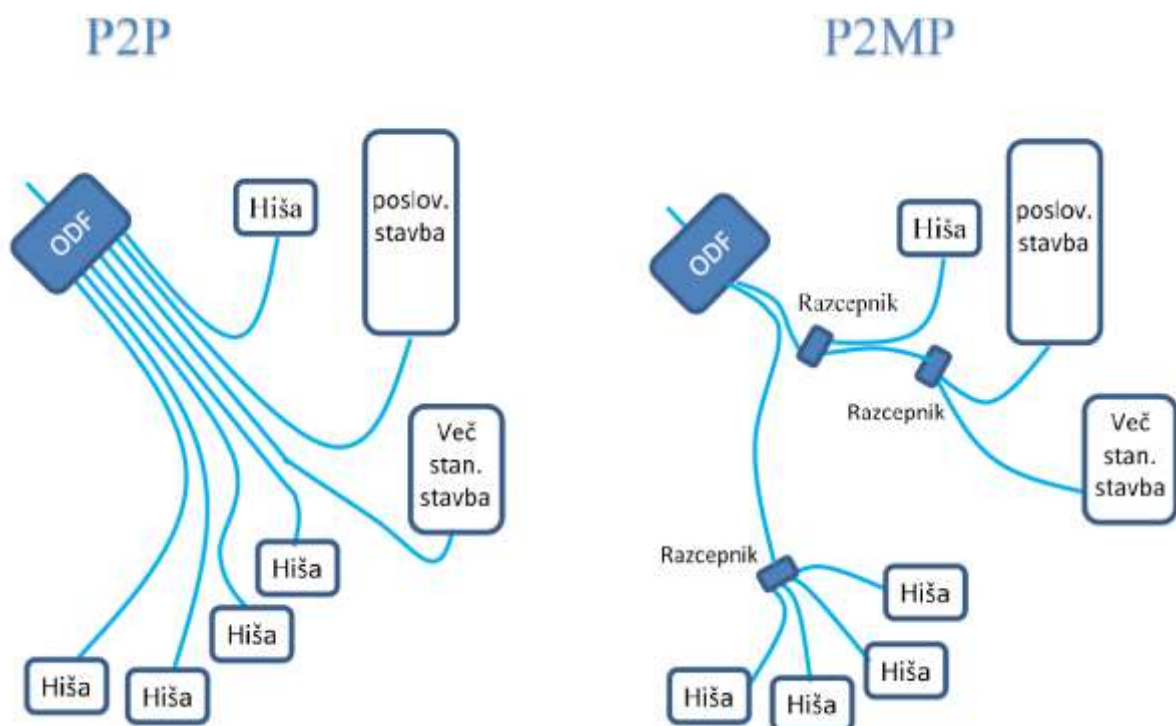 P2P
ODF
Hiša
poslov.
stavba
Več
stan.
stavba
Hiša
Hiša
Hiša
Hiša
P2MP
ODF
Hiša
poslov.
stavba
Razcepnik
Razcepnik
Več
stan.
stavba
Razcepnik
Hiša
Hiša
Hiša
Hiša